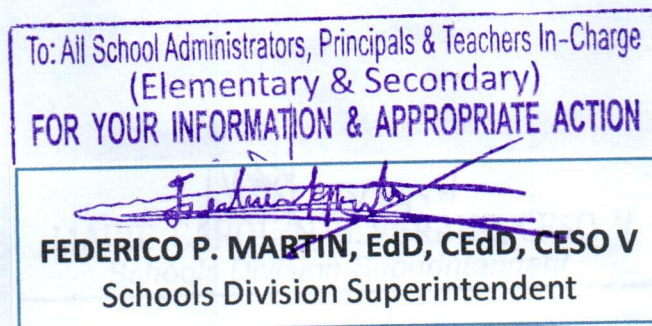 To: All School Administrators, Principals & Teachers In-Charge
(Elementary & Secondary)
FOR YOUR INFORMATION & APPROPRIATE ACTION
FEDERICO P. MARTIN, EdD, CEdD, CESO V
Schools Division Superintendent